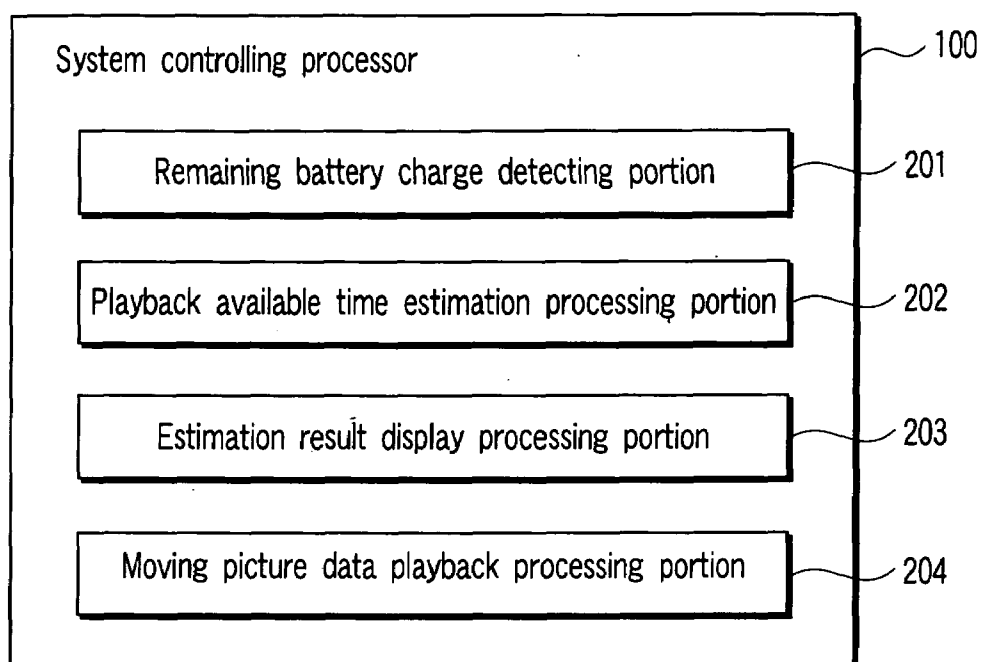 System controlling processor
100
Remaining battery charge detecting portion
201
Playback available time estimation processing portion
202
Estimation result display processing portion
203
Moving picture data playback processing portion
204